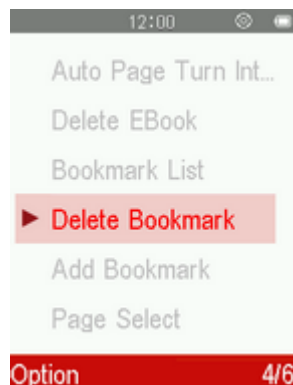 12:00
Auto Page Turn Int...
Delete EBook
Bookmark List
Delete Bookmark
Add Bookmark
Page Select
Option 4/6